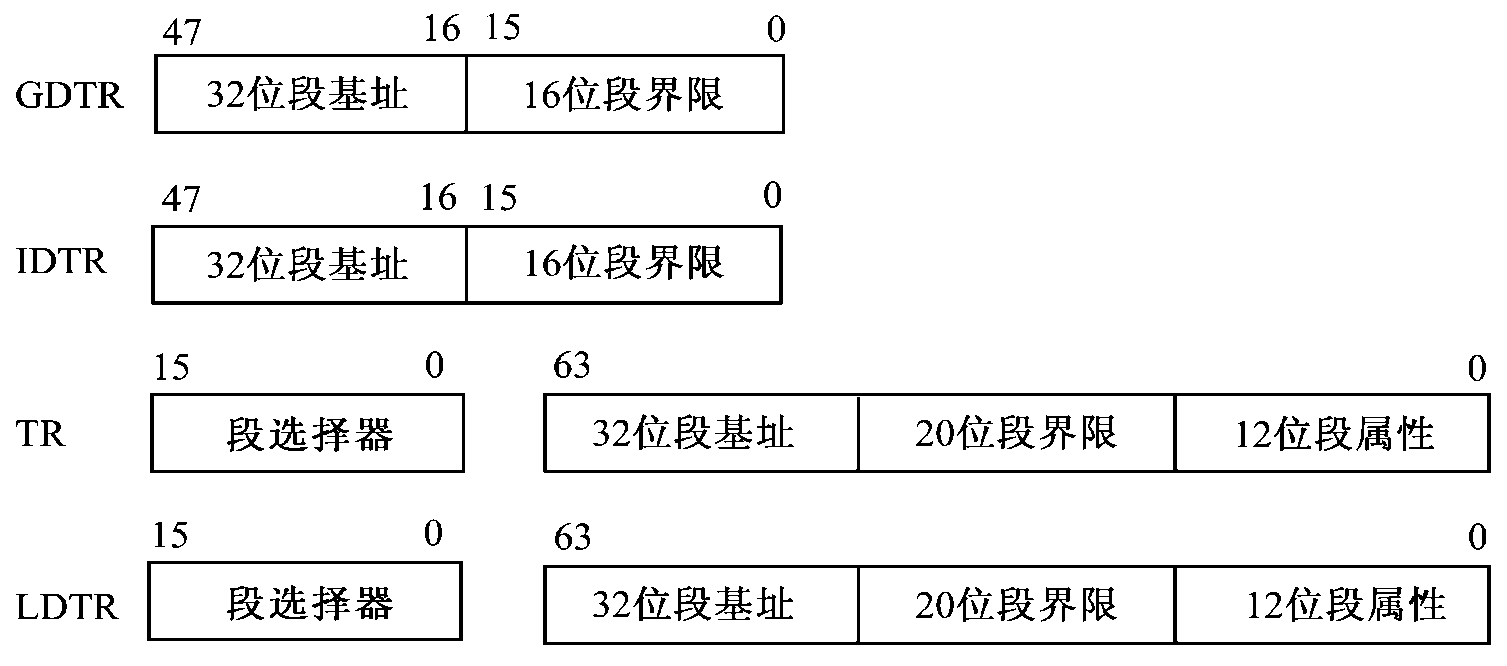 47 16 15 0
GDTR 32位段基址 16位段界限
47 16 15 0
IDTR 32位段基址 16位段界限
15 0 63 0
TR 段选择器 32位段基址 20位段界限 12位段属性
15 0 63 0
LDTR 段选择器 32位段基址 20位段界限 12位段属性